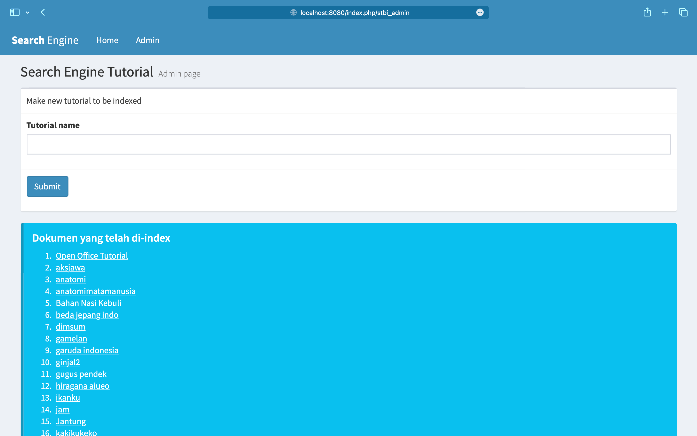 localhost:8080/index.php/stbi_admin
Search Engine Home Admin
Search Engine Tutorial Admin page
Make new tutorial to be indexed
Tutorial name
Submit
Dokumen yang telah di-index
1. Open Office Tutorial
2. aksiawa
3. anatomi
4. anatomimatamanusia
5. Bahan Nasi Kebuli
6. beda jepang indo
7. dimsum
8. gamelan
9. garuda indonesia
10. ginjal2
11. gugus pendek
12. hiragana aiueo
13. ikanku
14. jam
15. Jantung
16. kakikukeko